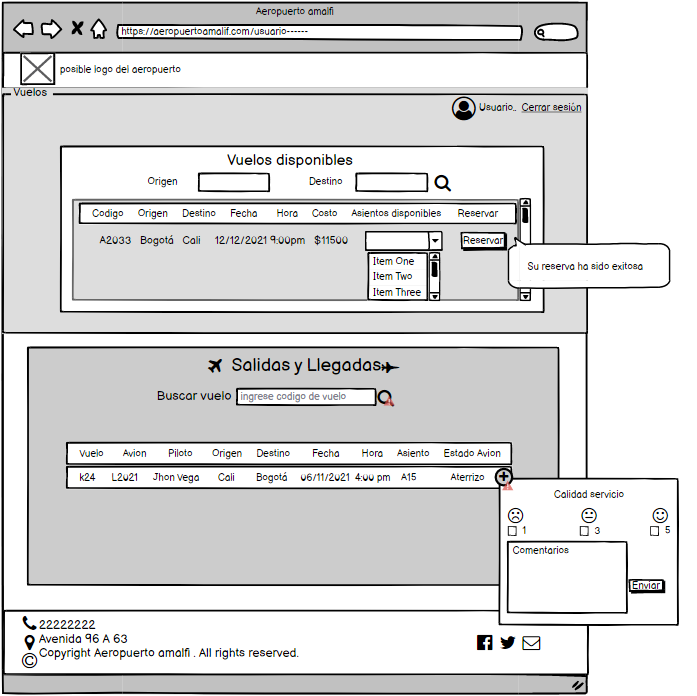 Aeropuerto amalfi
https://aeropuertoamalif.com/usuario------
posible logo del aeropuerto
Vuelos
Usuario.. Cerrar sesión
Vuelos disponibles
Origen Destino
Codigo Origen Destino Fecha Hora Costo Asientos disponibles Reservar
A2033 Bogotá Cali 12/12/2021 9:00pm $11500 Reservar
Item One
Item Two
Item Three
Su reserva ha sido exitosa
Salidas y Llegadas
Buscar vuelo ingrese codigo de vuelo
Vuelo Avion Piloto Origen Destino Fecha Hora Asiento Estado Avion
k24 L2021 Jhon Vega Cali Bogotá 06/11/2021 4:00 pm A15 Aterrizo
Calidad servicio
1 3 5
Comentarios
Enviar
22222222
Avenida 96 A 63
© Copyright Aeropuerto amalfi . All rights reserved.